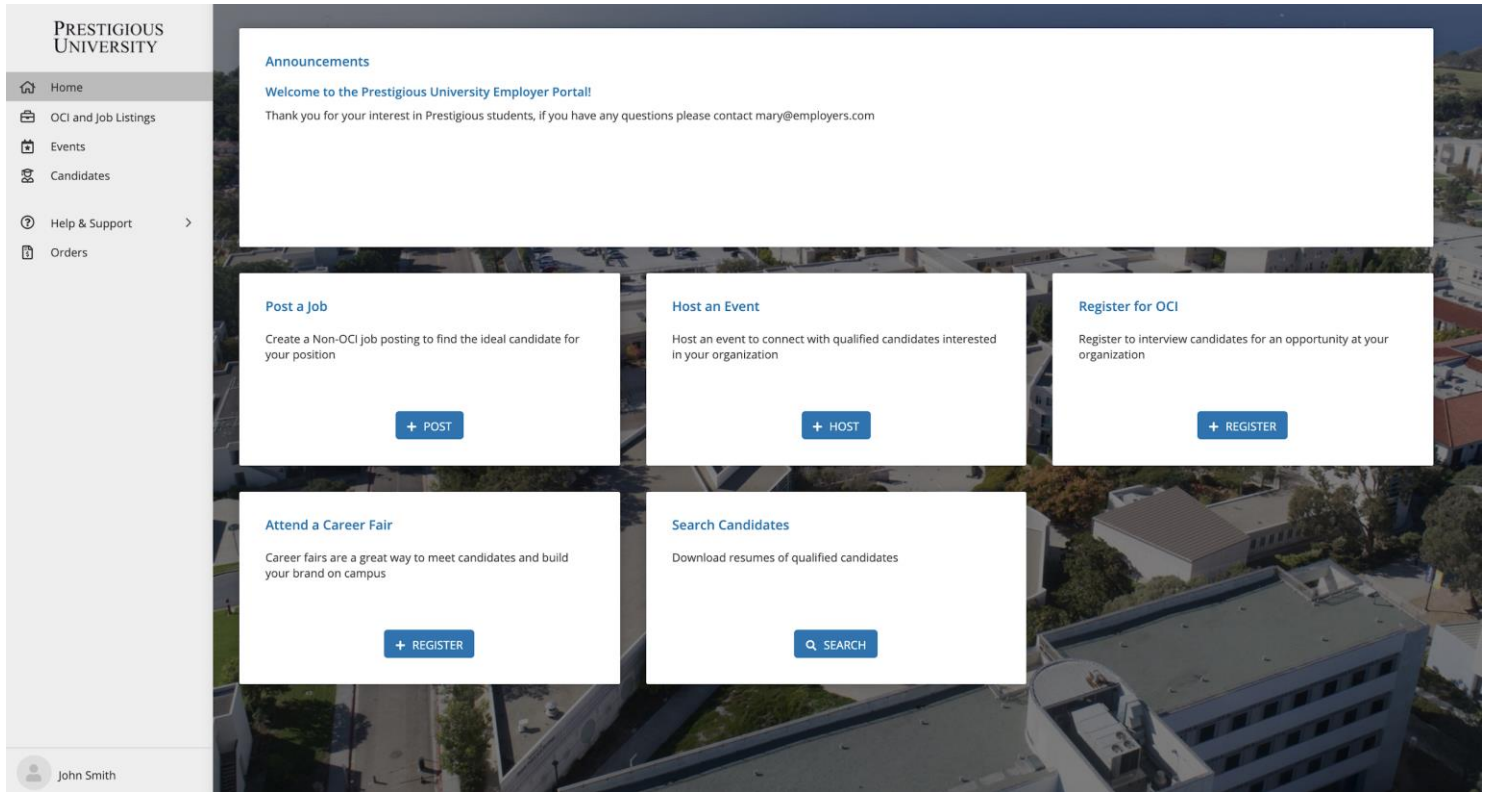 PRESTIGIOUS
UNIVERSITY
Home
OCI and Job Listings
Events
Candidates
Help & Support
Orders
John Smith
Announcements
Welcome to the Prestigious University Employer Portal!
Thank you for your interest in Prestigious students, if you have any questions please contact mary@employers.com
Post a Job
Create a Non-OCI job posting to find the ideal candidate for
your position
+ POST
Host an Event
Host an event to connect with qualified candidates interested
in your organization
+ HOST
Register for OCI
Register to interview candidates for an opportunity at your
organization
+ REGISTER
Attend a Career Fair
Career fairs are a great way to meet candidates and build
your brand on campus
+ REGISTER
Search Candidates
Download resumes of qualified candidates
SEARCH